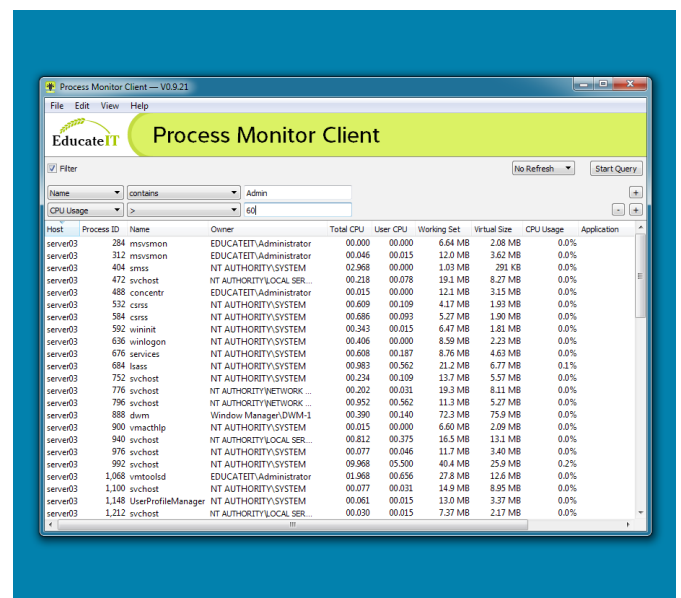 Process Monitor Client — V0.9.21
File Edit View Help
EducateIT Process Monitor Client
Filter No Refresh Start Query
Name contains Admin +
CPU Usage > 60 - +
Host Process ID Name Owner Total CPU User CPU Working Set Virtual Size CPU Usage Application
server03 284 msvsmon EDUCATEIT\Administrator 00.000 00.000 6.64 MB 2.08 MB 0.0%
server03 312 msvsmon EDUCATEIT\Administrator 00.046 00.015 12.0 MB 3.62 MB 0.0%
server03 404 smss NT AUTHORITY\SYSTEM 02.968 00.000 1.03 MB 291 KB 0.0%
server03 472 svchost NT AUTHORITY\LOCAL SER... 00.218 00.078 19.1 MB 8.27 MB 0.0%
server03 488 concentr EDUCATEIT\Administrator 00.015 00.000 12.1 MB 3.15 MB 0.0%
server03 532 csrss NT AUTHORITY\SYSTEM 00.609 00.109 4.17 MB 1.93 MB 0.0%
server03 584 csrss NT AUTHORITY\SYSTEM 00.686 00.093 5.27 MB 1.90 MB 0.0%
server03 592 wininit NT AUTHORITY\SYSTEM 00.343 00.015 6.47 MB 1.81 MB 0.0%
server03 636 winlogon NT AUTHORITY\SYSTEM 00.406 00.000 8.59 MB 2.23 MB 0.0%
server03 676 services NT AUTHORITY\SYSTEM 00.608 00.187 8.76 MB 4.63 MB 0.0%
server03 684 lsass NT AUTHORITY\SYSTEM 00.983 00.562 21.2 MB 6.77 MB 0.1%
server03 752 svchost NT AUTHORITY\SYSTEM 00.234 00.109 13.7 MB 5.57 MB 0.0%
server03 776 svchost NT AUTHORITY\NETWORK ... 00.202 00.031 19.3 MB 8.11 MB 0.0%
server03 796 svchost NT AUTHORITY\NETWORK ... 00.952 00.562 11.3 MB 5.27 MB 0.0%
server03 888 dwm Window Manager\DWM-1 00.390 00.140 72.3 MB 75.9 MB 0.0%
server03 900 vmacthlp NT AUTHORITY\SYSTEM 00.015 00.000 6.60 MB 2.09 MB 0.0%
server03 940 svchost NT AUTHORITY\LOCAL SER... 00.812 00.375 16.5 MB 13.1 MB 0.0%
server03 976 svchost NT AUTHORITY\SYSTEM 00.077 00.046 11.7 MB 3.40 MB 0.0%
server03 992 svchost NT AUTHORITY\SYSTEM 09.968 05.500 40.4 MB 25.9 MB 0.2%
server03 1,068 vmtoolsd EDUCATEIT\Administrator 01.968 00.656 27.8 MB 12.6 MB 0.0%
server03 1,100 svchost NT AUTHORITY\SYSTEM 00.077 00.031 14.9 MB 8.95 MB 0.0%
server03 1,148 UserProfileManager NT AUTHORITY\SYSTEM 00.061 00.015 13.0 MB 3.37 MB 0.0%
server03 1,212 svchost NT AUTHORITY\LOCAL SER... 00.030 00.015 7.37 MB 2.17 MB 0.0%